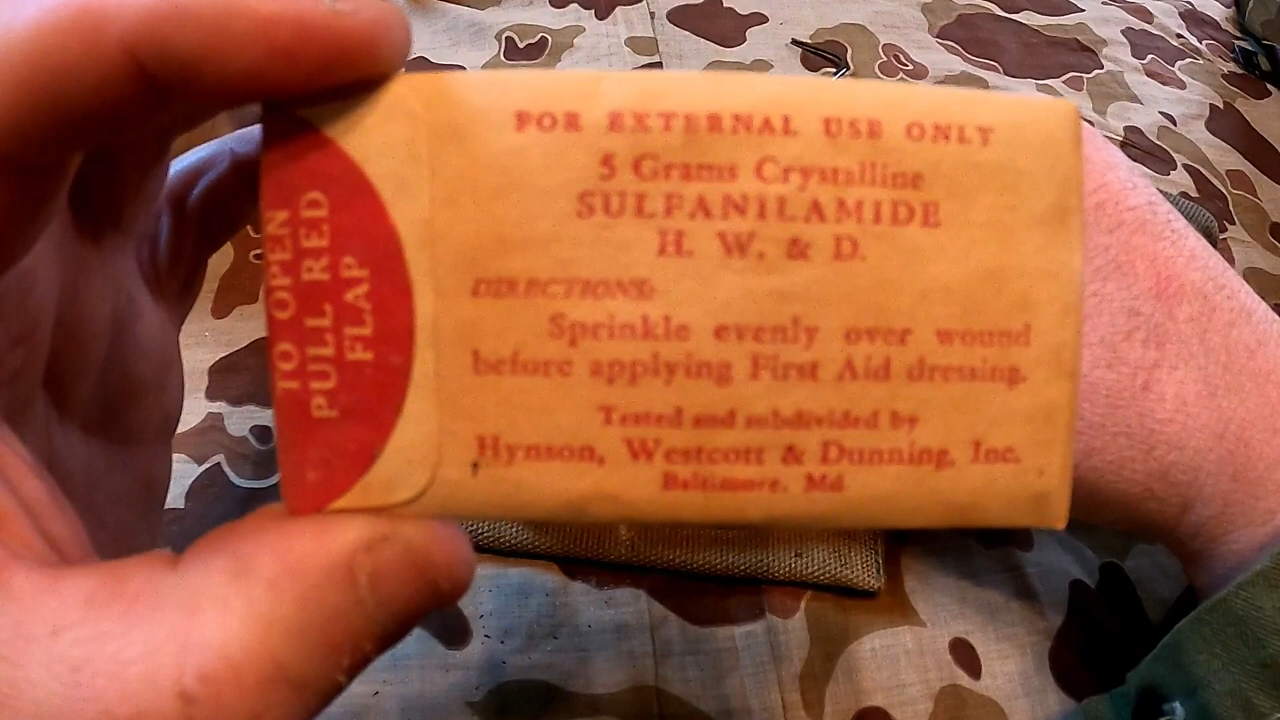 TO OPEN
PULL RED
FLAP
FOR EXTERNAL USE ONLY
5 Grams Crystalline
SULFANILAMIDE
H. W. & D.
DIRECTIONS:
Sprinkle evenly over wound
before applying First Aid dressing.
Tested and subdivided by
Hynson, Westcott & Dunning, Inc.
Baltimore, Md